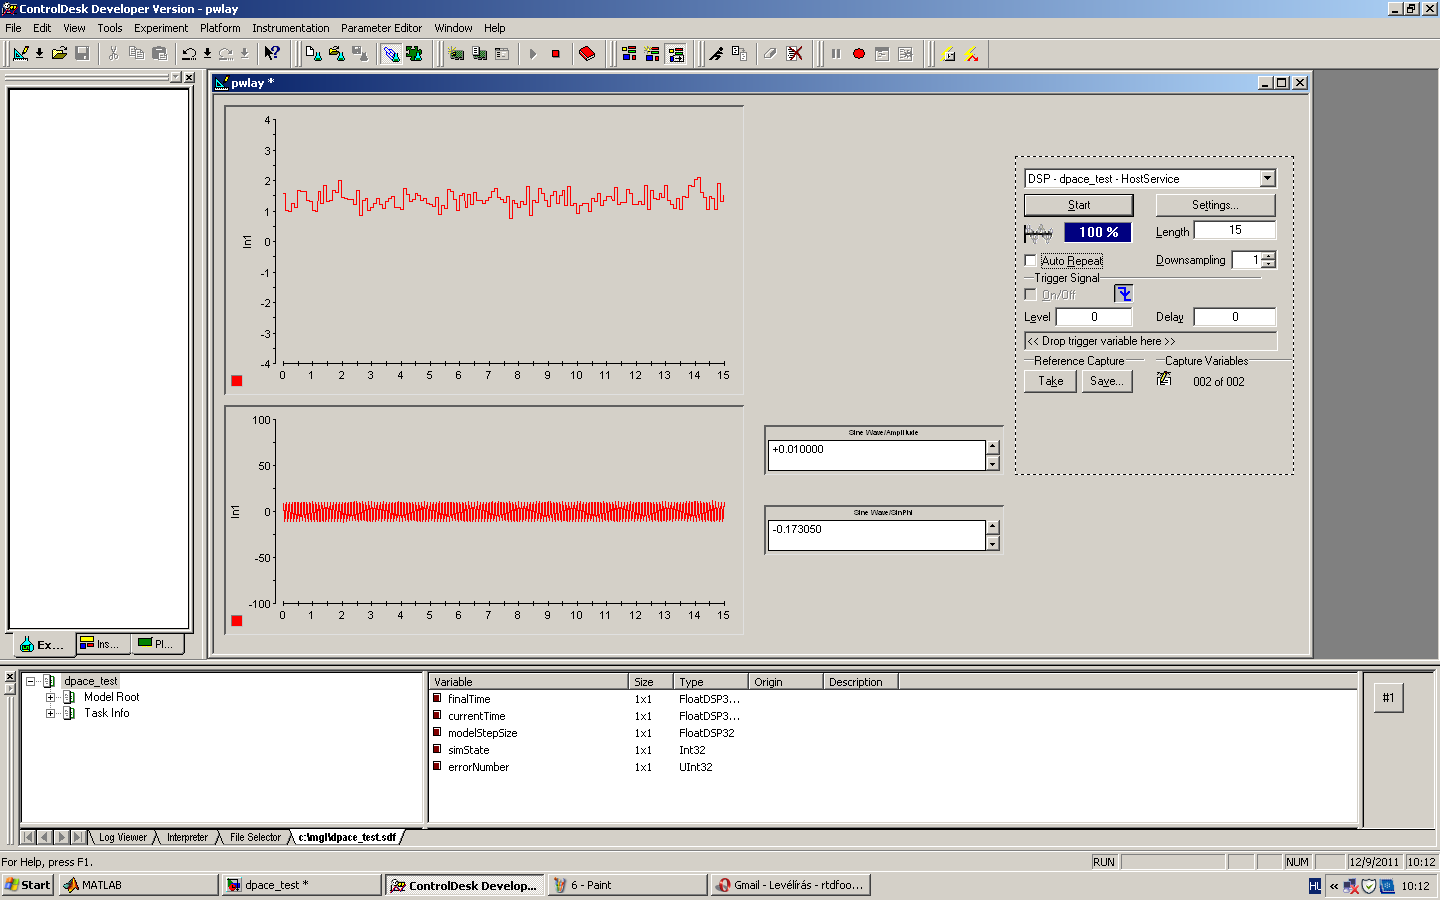 ControlDesk Developer Version - pwlay
File Edit View Tools Experiment Platform Instrumentation Parameter Editor Window Help
pwlay *
4
3
2
1
0
-1
-2
-3
-4
In1
0 1 2 3 4 5 6 7 8 9 10 11 12 13 14 15
100
50
0
-50
-100
In1
0 1 2 3 4 5 6 7 8 9 10 11 12 13 14 15
Sine Wave/Amplitude
+0.010000
Sine Wave/SinPhi
-0.173050
DSP - dpace_test - HostService
Start Settings...
100 % Length 15
Auto Repeat Downsampling 1
Trigger Signal
On/Off
Level 0 Delay 0
<< Drop trigger variable here >>
Reference Capture Capture Variables
Take Save... 002 of 002
Ex... Ins... Pl...
dpace_test
Model Root
Task Info
Variable Size Type Origin Description
finalTime 1x1 FloatDSP3...
currentTime 1x1 FloatDSP3...
modelStepSize 1x1 FloatDSP32
simState 1x1 Int32
errorNumber 1x1 UInt32
#1
Log Viewer Interpreter File Selector c:\mgl\dpace_test.sdf
For Help, press F1. RUN NUM 12/9/2011 10:12
Start MATLAB dpace_test * ControlDesk Develop... 6 - Paint Gmail - Levélírás - rtdfoo... HU « 10:12